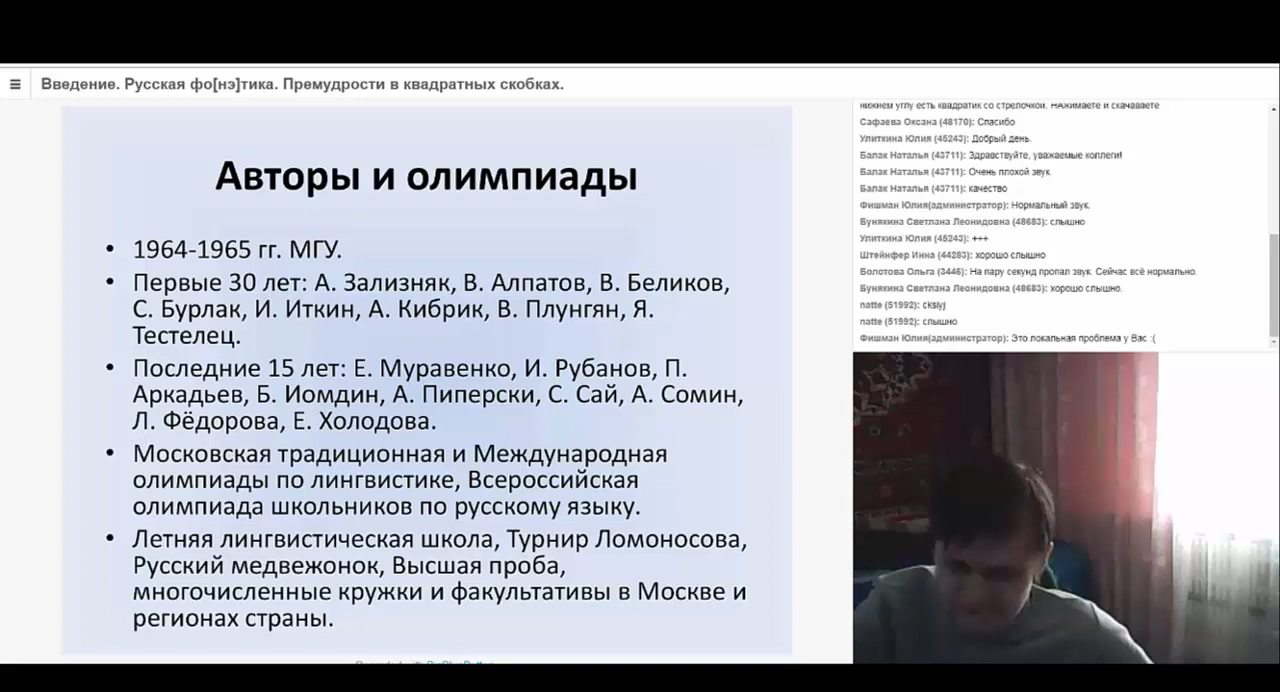 Введение. Русская фо[нэ]тика. Премудрости в квадратных скобках.
Авторы и олимпиады
• 1964-1965 гг. МГУ.
• Первые 30 лет: А. Зализняк, В. Алпатов, В. Беликов,
С. Бурлак, И. Иткин, А. Кибрик, В. Плунгян, Я.
Тестелец.
• Последние 15 лет: Е. Муравенко, И. Рубанов, П.
Аркадьев, Б. Иомдин, А. Пиперски, С. Сай, А. Сомин,
Л. Фёдорова, Е. Холодова.
• Московская традиционная и Международная
олимпиады по лингвистике, Всероссийская
олимпиада школьников по русскому языку.
• Летняя лингвистическая школа, Турнир Ломоносова,
Русский медвежонок, Высшая проба,
многочисленные кружки и факультативы в Москве и
регионах страны.
нижнем углу есть квадратик со стрелочкой. НАжимаете и скачаваете
Сафаева Оксана (48170): Спасибо
Улиткина Юлия (45243): Добрый день.
Балак Наталья (43711): Здравствуйте, уважаемые коллеги!
Балак Наталья (43711): Очень плохой звук.
Балак Наталья (43711): качество
Фишман Юлия(администратор): Нормальный звук.
Бунякина Светлана Леонидовна (48683): слышно
Улиткина Юлия (45243): +++
Штейнфер Инна (44283): хорошо слышно
Болотова Ольга (3446): На пару секунд пропал звук. Сейчас всё нормально.
Бунякина Светлана Леонидовна (48683): хорошо слышно.
natte (51992): cksiyj
natte (51992): слышно
Фишман Юлия(администратор): Это локальная проблема у Вас :(